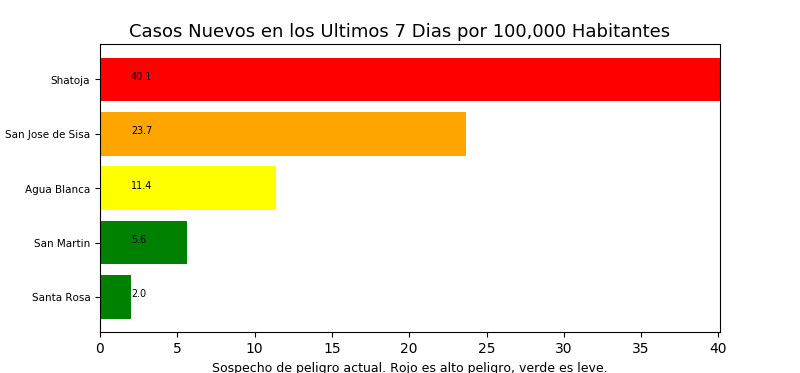 Casos Nuevos en los Ultimos 7 Dias por 100,000 Habitantes
Shatoja 40.1
San Jose de Sisa 23.7
Agua Blanca 11.4
San Martin 5.6
Santa Rosa 2.0
0 5 10 15 20 25 30 35 40
Sospecho de peligro actual. Rojo es alto peligro, verde es leve.